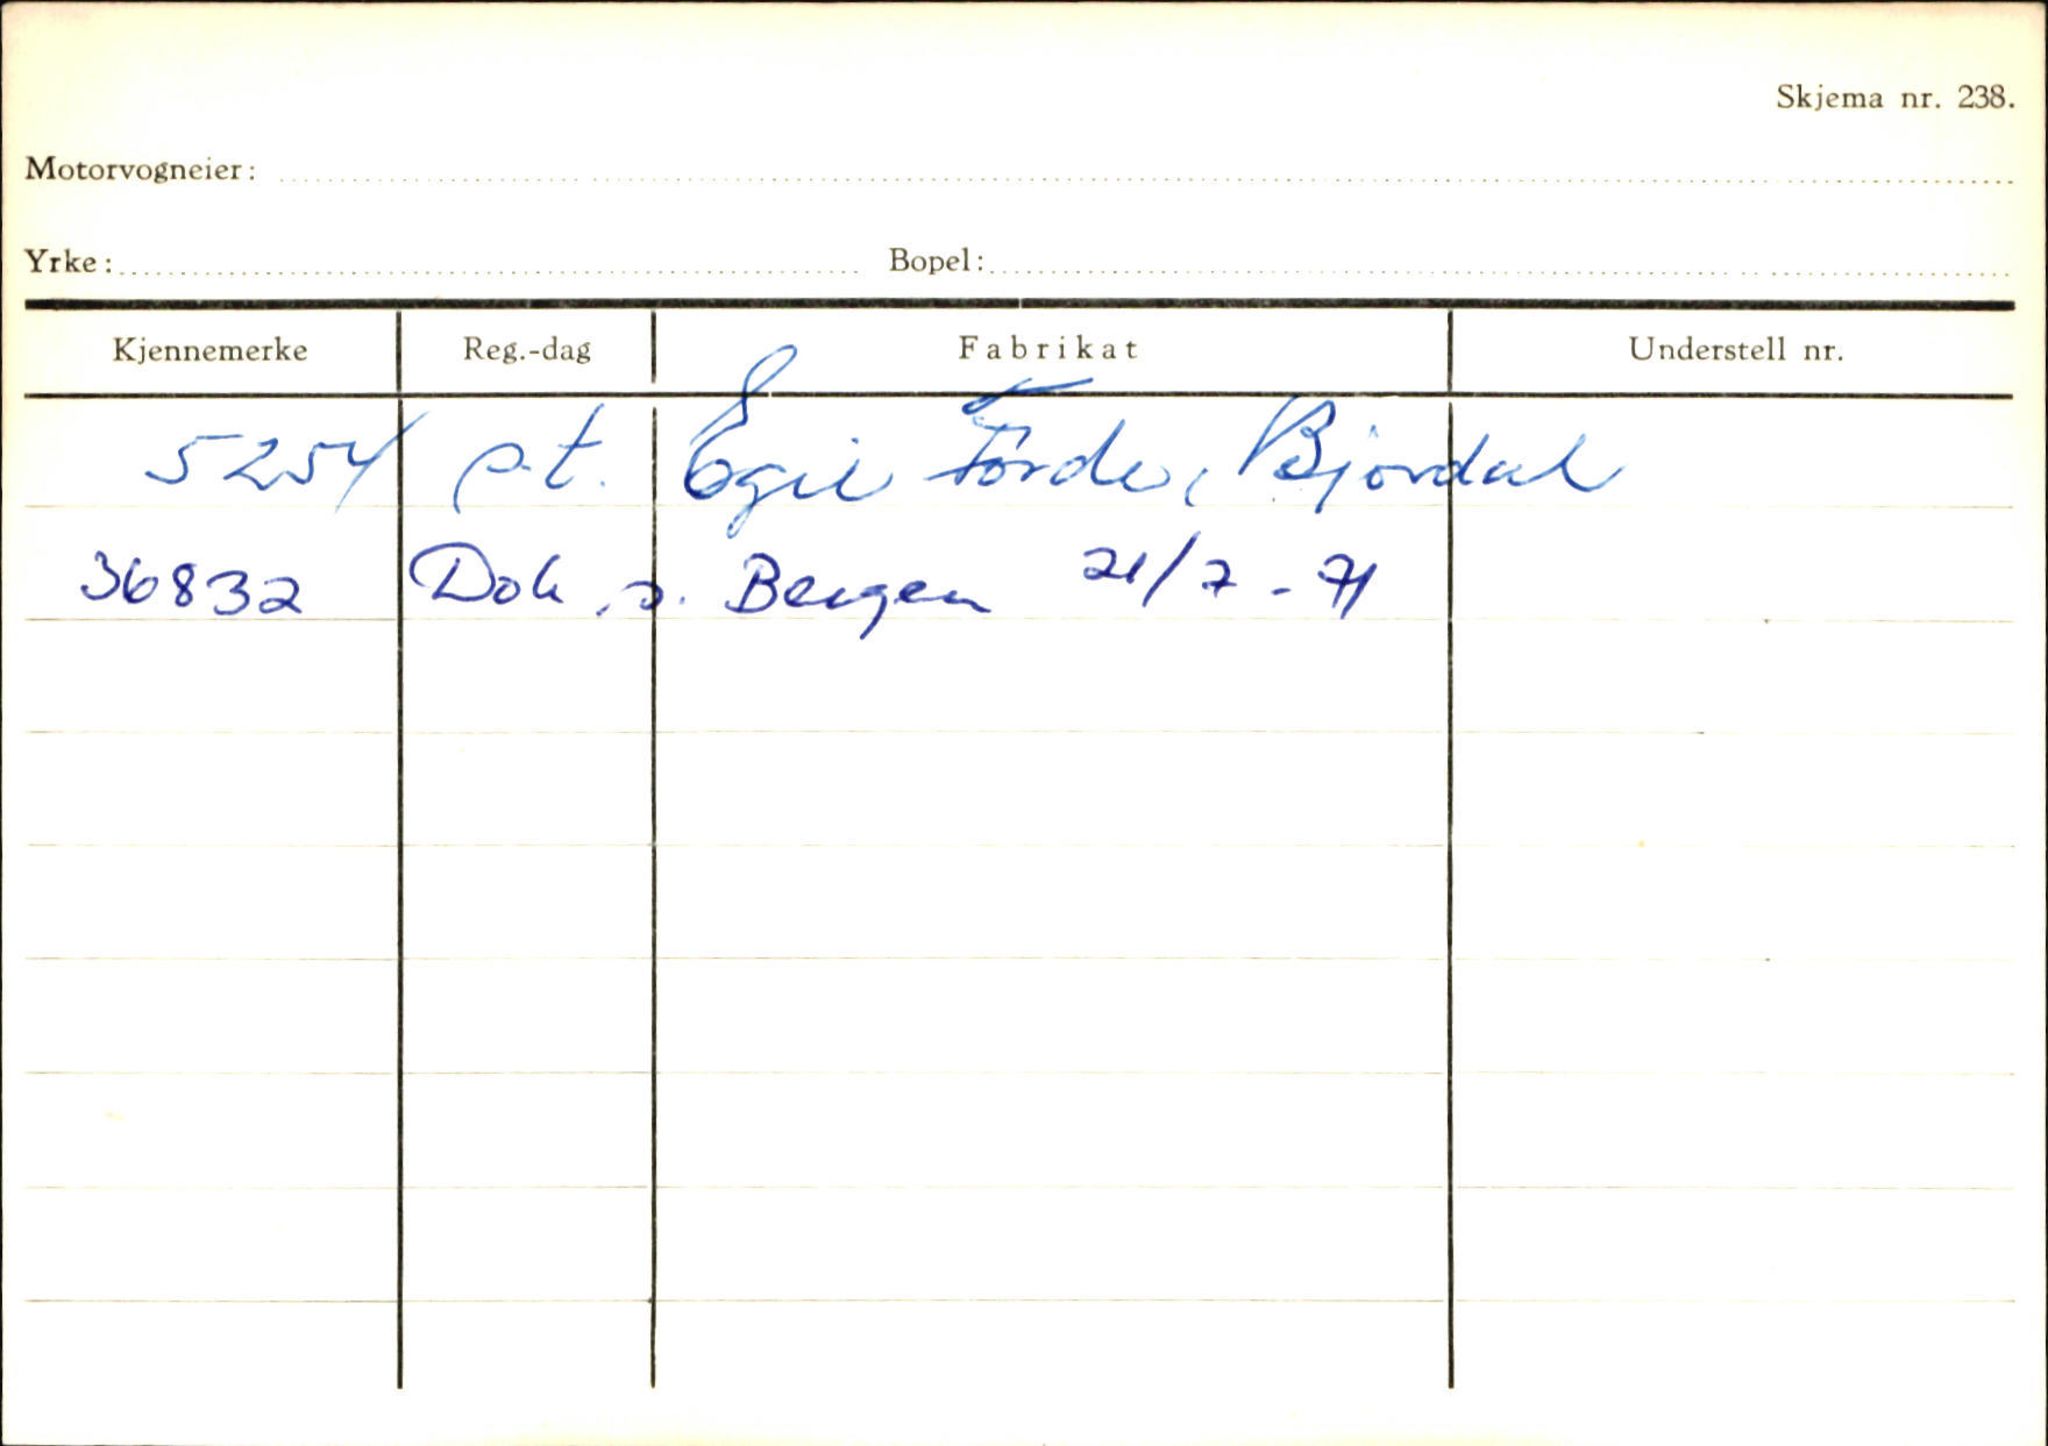 Skjema nr. 238.
Motorvogneier:
Yrke: Bopel:
Kjennemerke Reg.-dag Fabrikat Understell nr.
5254 p.t. Egil Förde, Bjordal
36832 Dok s. Bergen 21/7-71